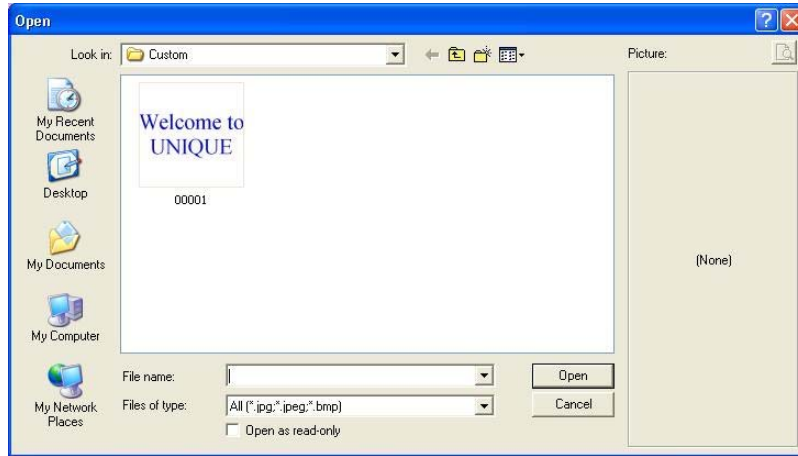 Open
Look in:
Custom
Picture:
My Recent
Documents
Desktop
My Documents
My Computer
My Network
Places
Welcome to
UNIQUE
00001
(None)
File name:
Open
Files of type:
All (*.jpg;*.jpeg;*.bmp)
Cancel
Open as read-only